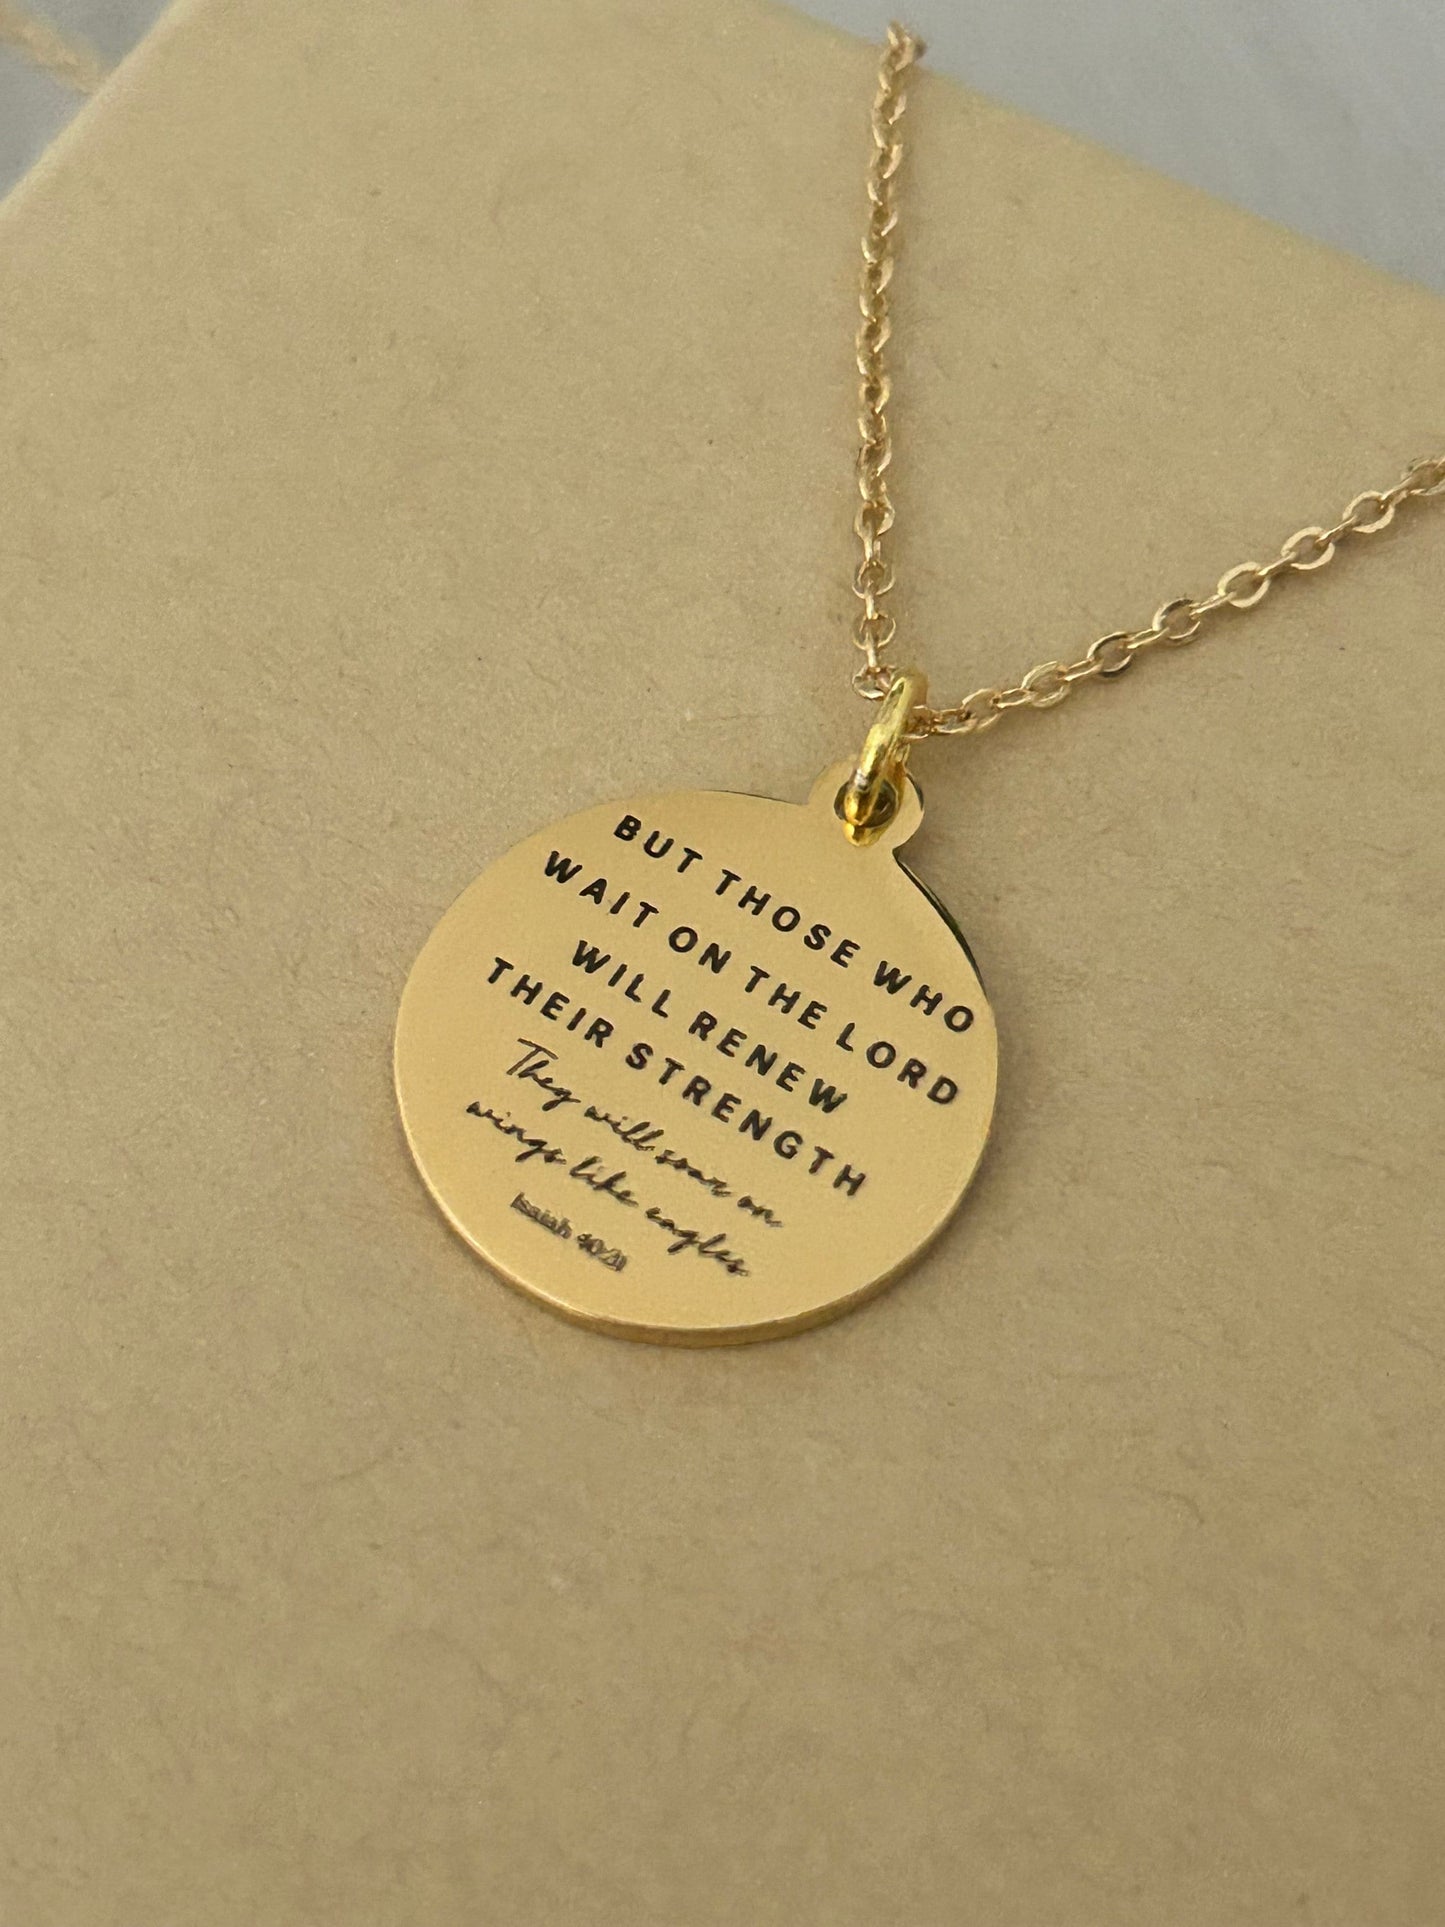 BUT THOSE WHO
WAIT ON THE LORD
WILL RENEW
THEIR STRENGTH
They will soar on
wings like eagles
Isaiah 40:31